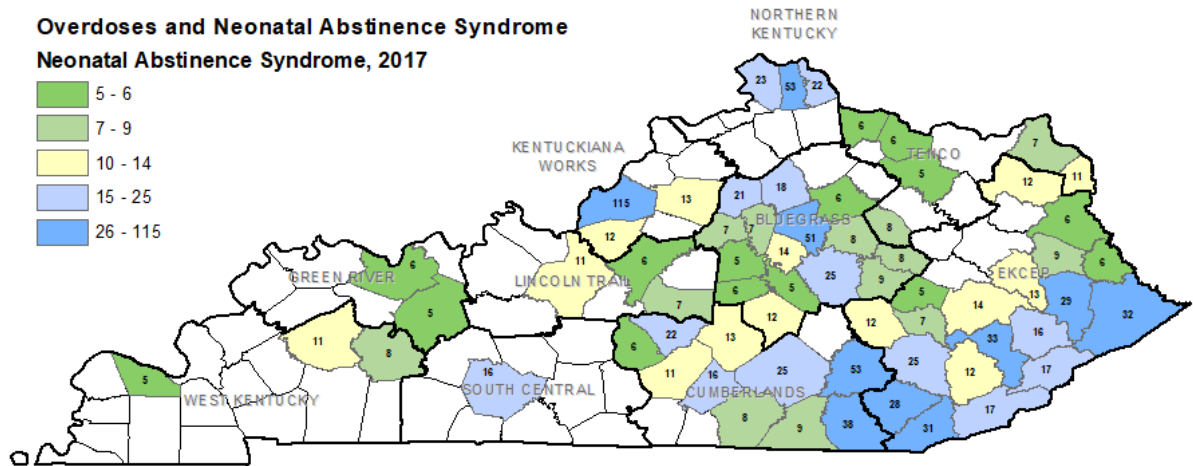 NORTHERN
KENTUCKY
Overdoses and Neonatal Abstinence Syndrome
Neonatal Abstinence Syndrome, 2017
5 - 6
7 - 9
10 - 14
15 - 25
26 - 115
23 53 22
6
6
TENCO
5
7
12 11
KENTUCKIANA
WORKS
115 13
12
21 18
6
BLUEGRASS
7 7 51 8 8
14 8
5 25 9
6 5
6
9 6
EKCEP
5 14 13 29 32
7
12 33 16
25 12 17
28 17
31
GREEN RIVER
6
5
11
LINCOLN TRAIL
6
7
11 8
5
WEST KENTUCKY
16
SOUTH CENTRAL
6 22 13 12
11 16 25 53
CUMBERLANDS
8 9 38